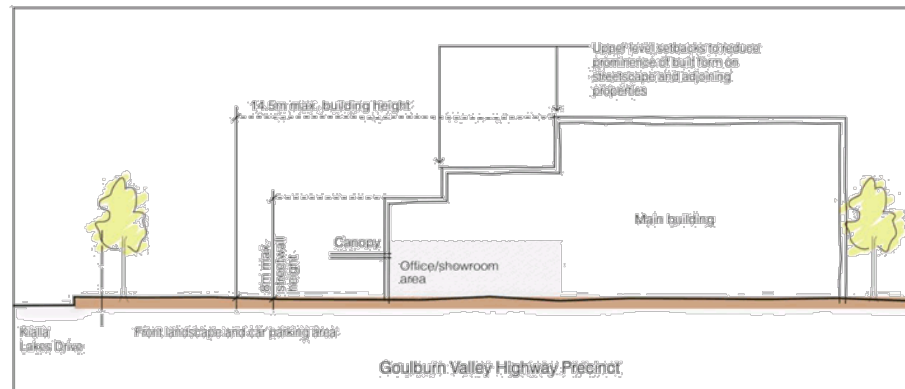 Upper level setbacks to reduce
prominence of built form on
streetscape and adjoining
properties
14.5m max. building height
Main building
Canopy
8m max.
streetwall
height
Office/showroom
area
Kialla
Lakes Drive
Front landscape and car parking area
Goulburn Valley Highway Precinct